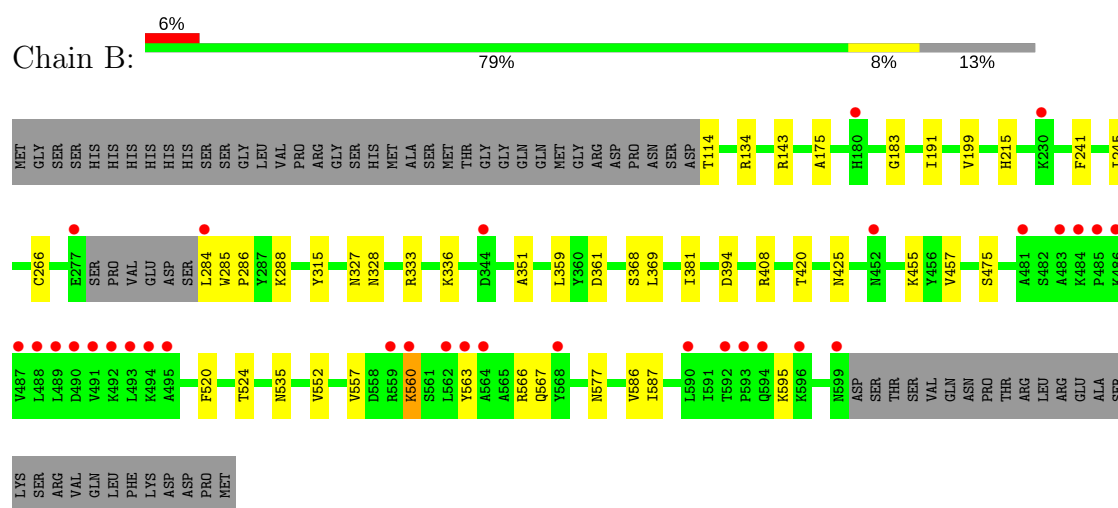 6%
Chain B:
79% 8% 13%
MET GLY SER SER HIS HIS HIS HIS HIS HIS SER SER GLY LEU VAL PRO ARG GLY SER HIS MET ALA SER MET THR GLY GLY GLN GLN MET GLY ARG ASP PRO ASN SER ASP T114 R134 R143 A175 H180 G183 I191 V199 H215 K230 F241 I245
C266 E277 SER PRO VAL GLU ASP SER L284 W285 P286 Y287 K288 Y315 N327 N328 R333 K336 D344 A351 L359 Y360 D361 S368 L369 I381 D394 R408 T420 N425 N452 K455 Y456 V457 S475 A481 S482 A483 K484 P485 K486
V487 L488 L489 D490 V491 K492 L493 K494 A495 F520 T524 N535 V552 V557 D558 R559 K560 S561 L562 Y563 A564 A565 R566 Q567 Y568 N577 V586 I587 L590 I591 T592 P593 Q594 K595 K596 N599 ASP SER THR SER VAL GLN ASN PRO THR ARG LEU ARG GLU ALA SER
LYS SER ARG VAL GLN LEU PHE LYS ASP ASP PRO MET